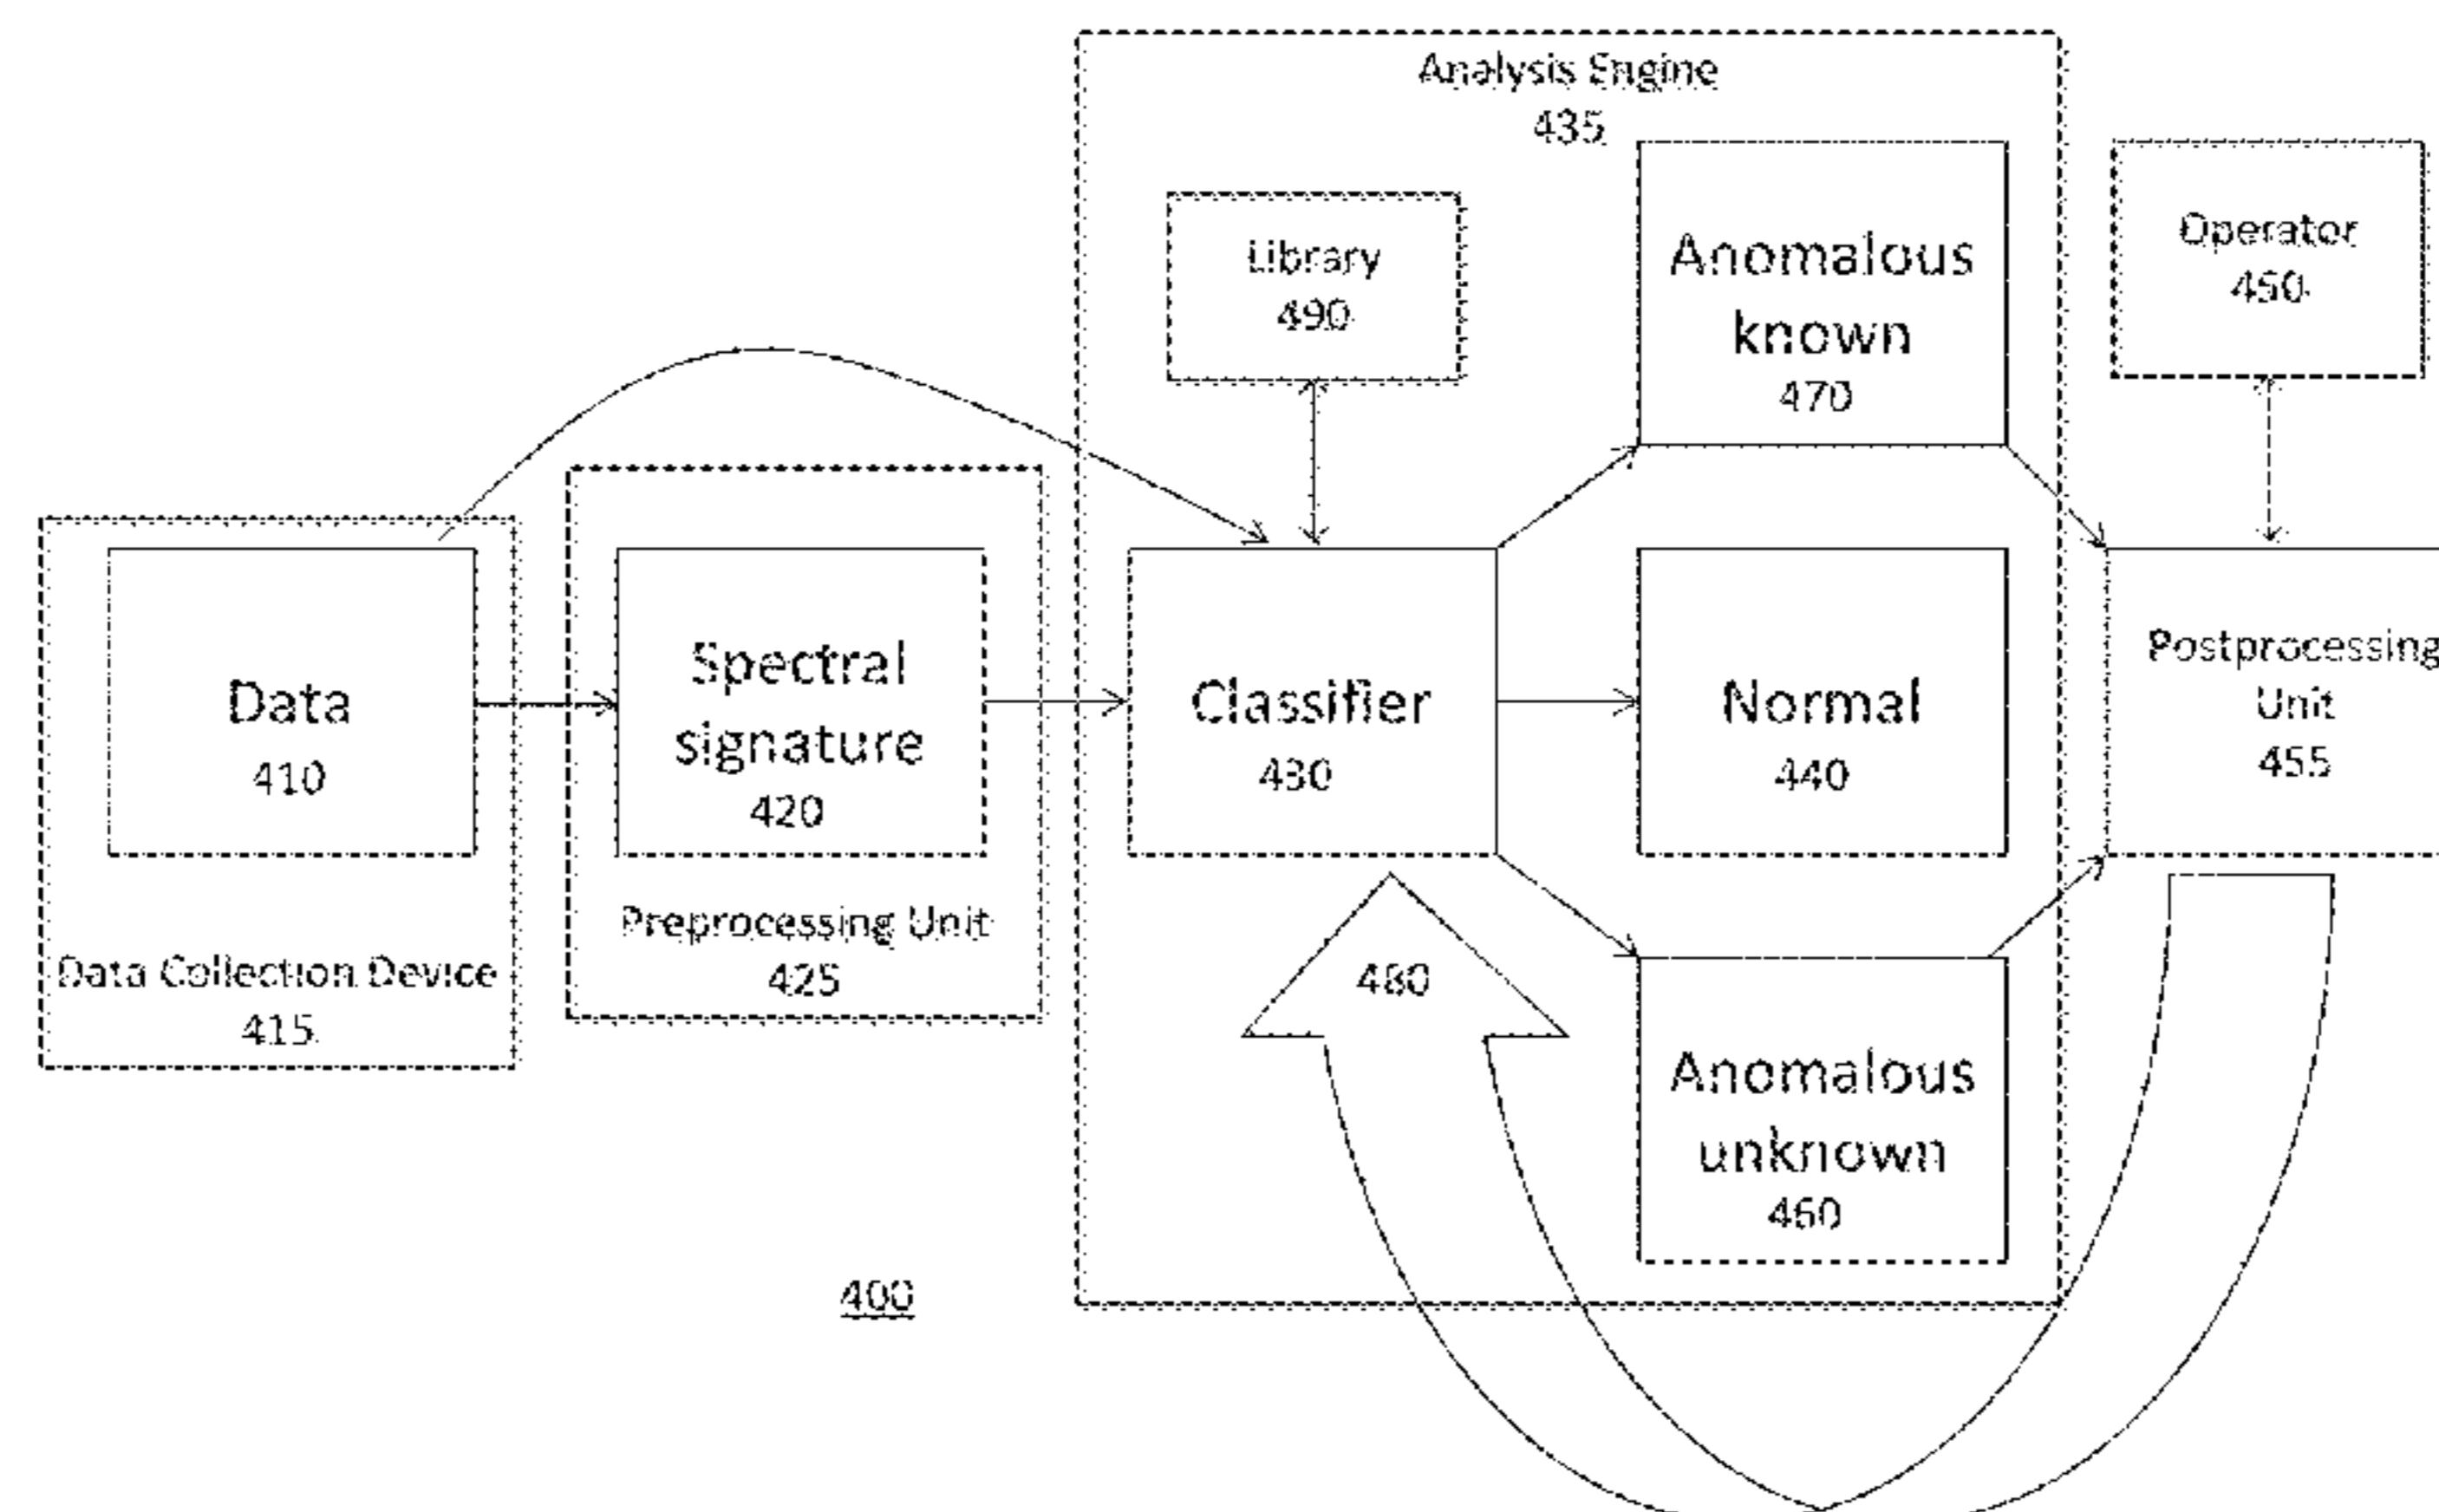 Analysis Engine
435
Library
490
Anomalous
known
470
Operator
450
Data
410
Data Collection Device
415
Spectral
signature
420
Preprocessing Unit
425
Classifier
430
Normal
440
Anomalous
unknown
460
Postprocessing
Unit
455
480
400